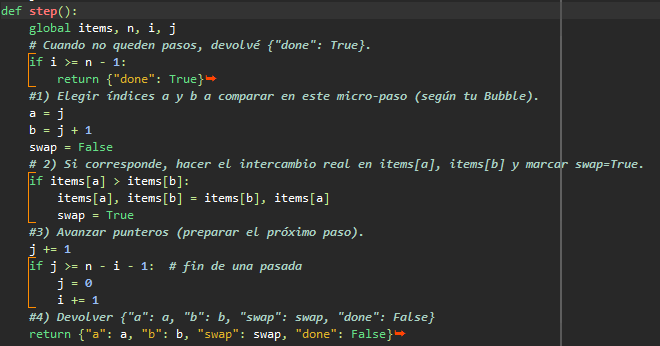 def step():
    global items, n, i, j
    # Cuando no queden pasos, devolvé {"done": True}.
    if i >= n - 1:
        return {"done": True}
    #1) Elegir índices a y b a comparar en este micro-paso (según tu Bubble).
    a = j
    b = j + 1
    swap = False
    # 2) Si corresponde, hacer el intercambio real en items[a], items[b] y marcar swap=True.
    if items[a] > items[b]:
        items[a], items[b] = items[b], items[a]
        swap = True
    #3) Avanzar punteros (preparar el próximo paso).
    j += 1
    if j >= n - i - 1:  # fin de una pasada
        j = 0
        i += 1
    #4) Devolver {"a": a, "b": b, "swap": swap, "done": False}
    return {"a": a, "b": b, "swap": swap, "done": False}